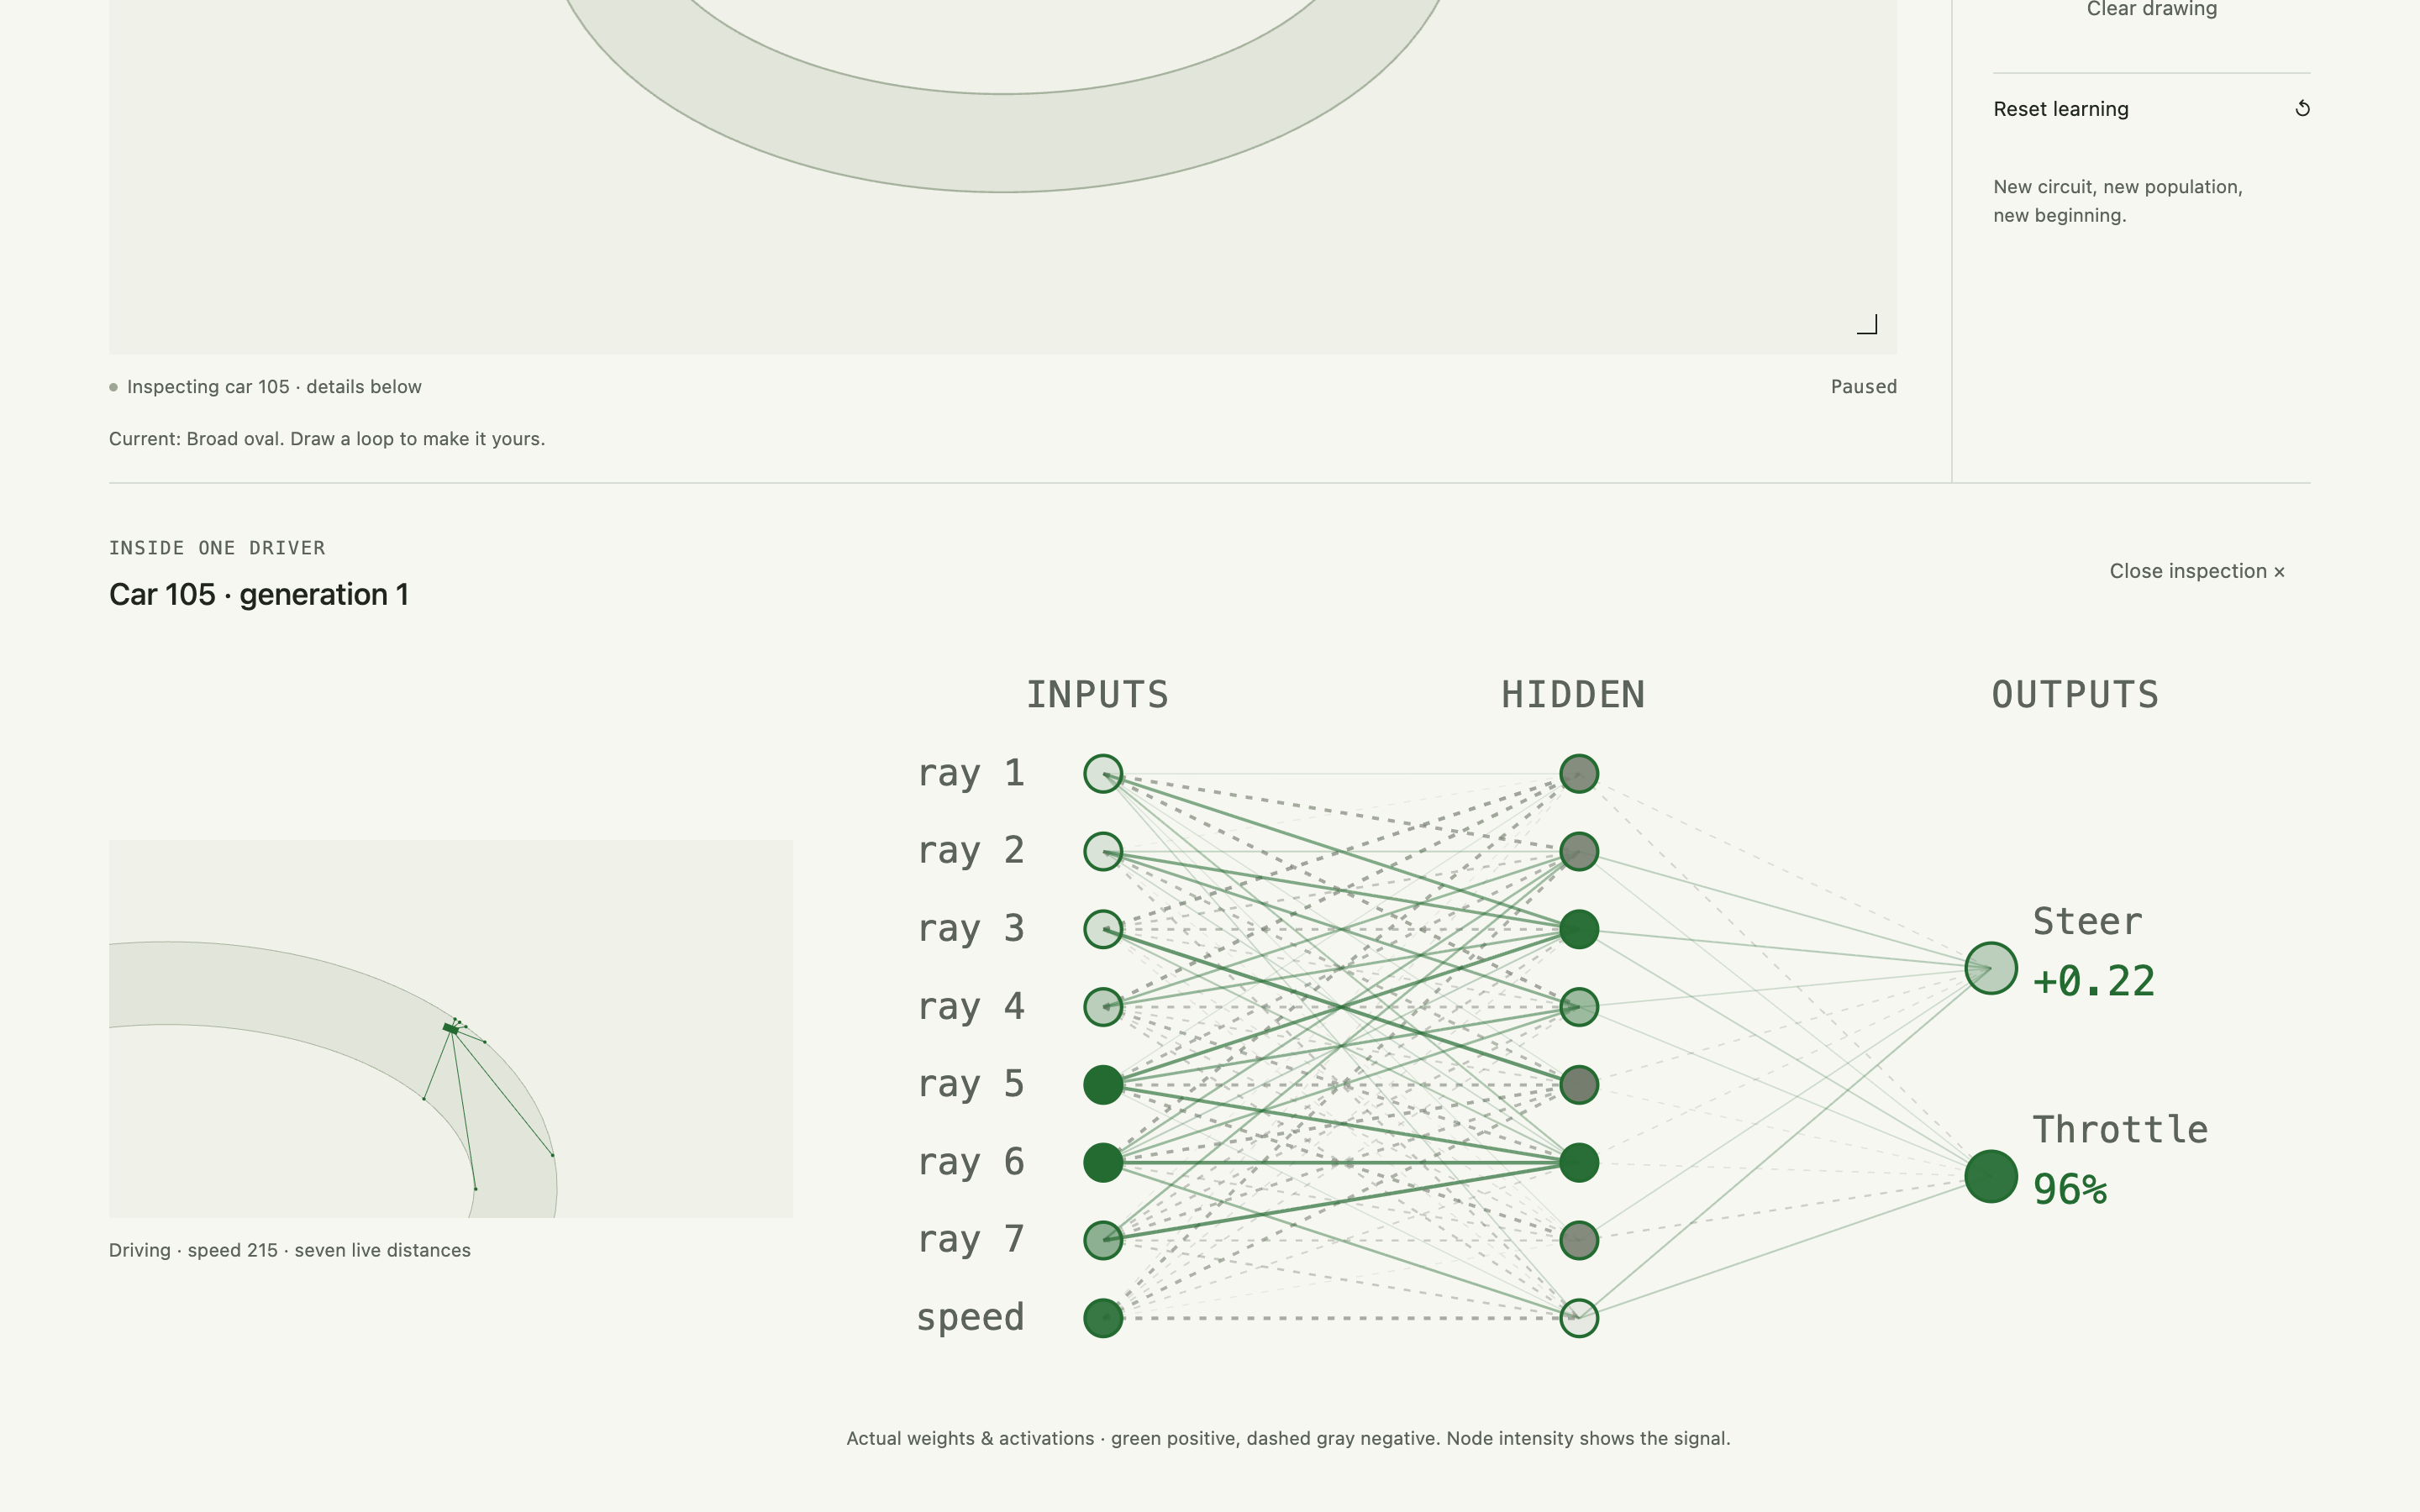 Clear drawing
Reset learning
New circuit, new population,
new beginning.
Inspecting car 105 · details below
Paused
Current: Broad oval. Draw a loop to make it yours.
INSIDE ONE DRIVER
Car 105 · generation 1
Close inspection ×
INPUTS
HIDDEN
OUTPUTS
ray 1
ray 2
ray 3
ray 4
ray 5
ray 6
ray 7
speed
Steer
+0.22
Throttle
96%
Driving · speed 215 · seven live distances
Actual weights & activations · green positive, dashed gray negative. Node intensity shows the signal.